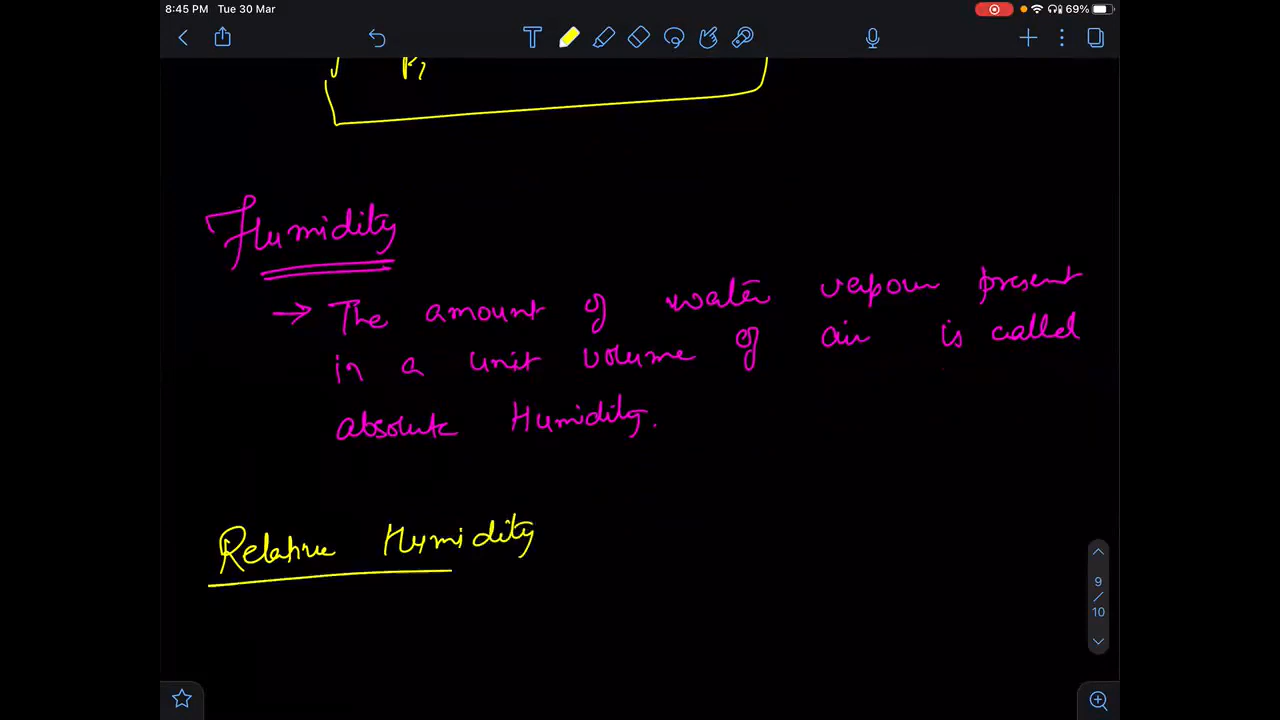 8:45 PM Tue 30 Mar
69%
Humidity
→ The amount of water vapour present
in a unit volume of air is called
absolute Humidity.
Relative Humidity
9
/
10